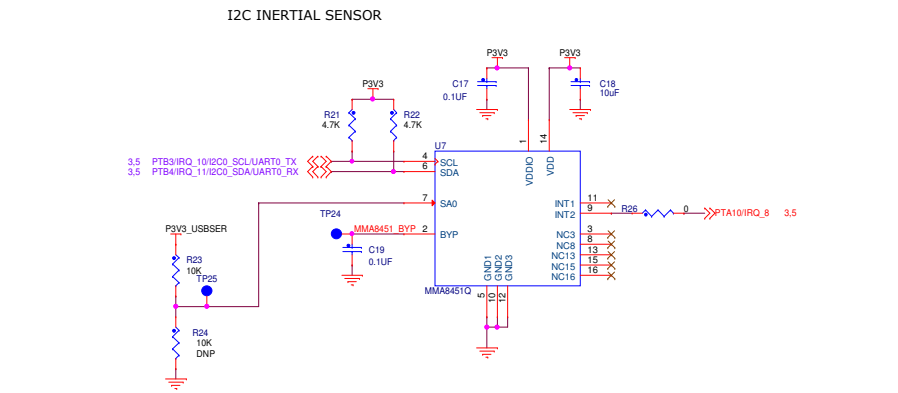 I2C INERTIAL SENSOR
P3V3
P3V3
C17
0.1UF
C18
10uF
P3V3
R21
4.7K
R22
4.7K
U7
1
14
VDDIO
VDD
3,5 PTB3/IRQ_10/I2C0_SCL/UART0_TX
4
SCL
3,5 PTB4/IRQ_11/I2C0_SDA/UART0_RX
6
SDA
7
SA0
INT1
11
INT2
9
R26
0
PTA10/IRQ_8 3,5
TP24
MMA8451_BYP
2
BYP
C19
0.1UF
NC3
3
NC8
8
NC13
13
NC15
15
NC16
16
GND1
GND2
GND3
MMA8451Q
5
10
12
P3V3_USBSER
R23
10K
TP25
R24
10K
DNP